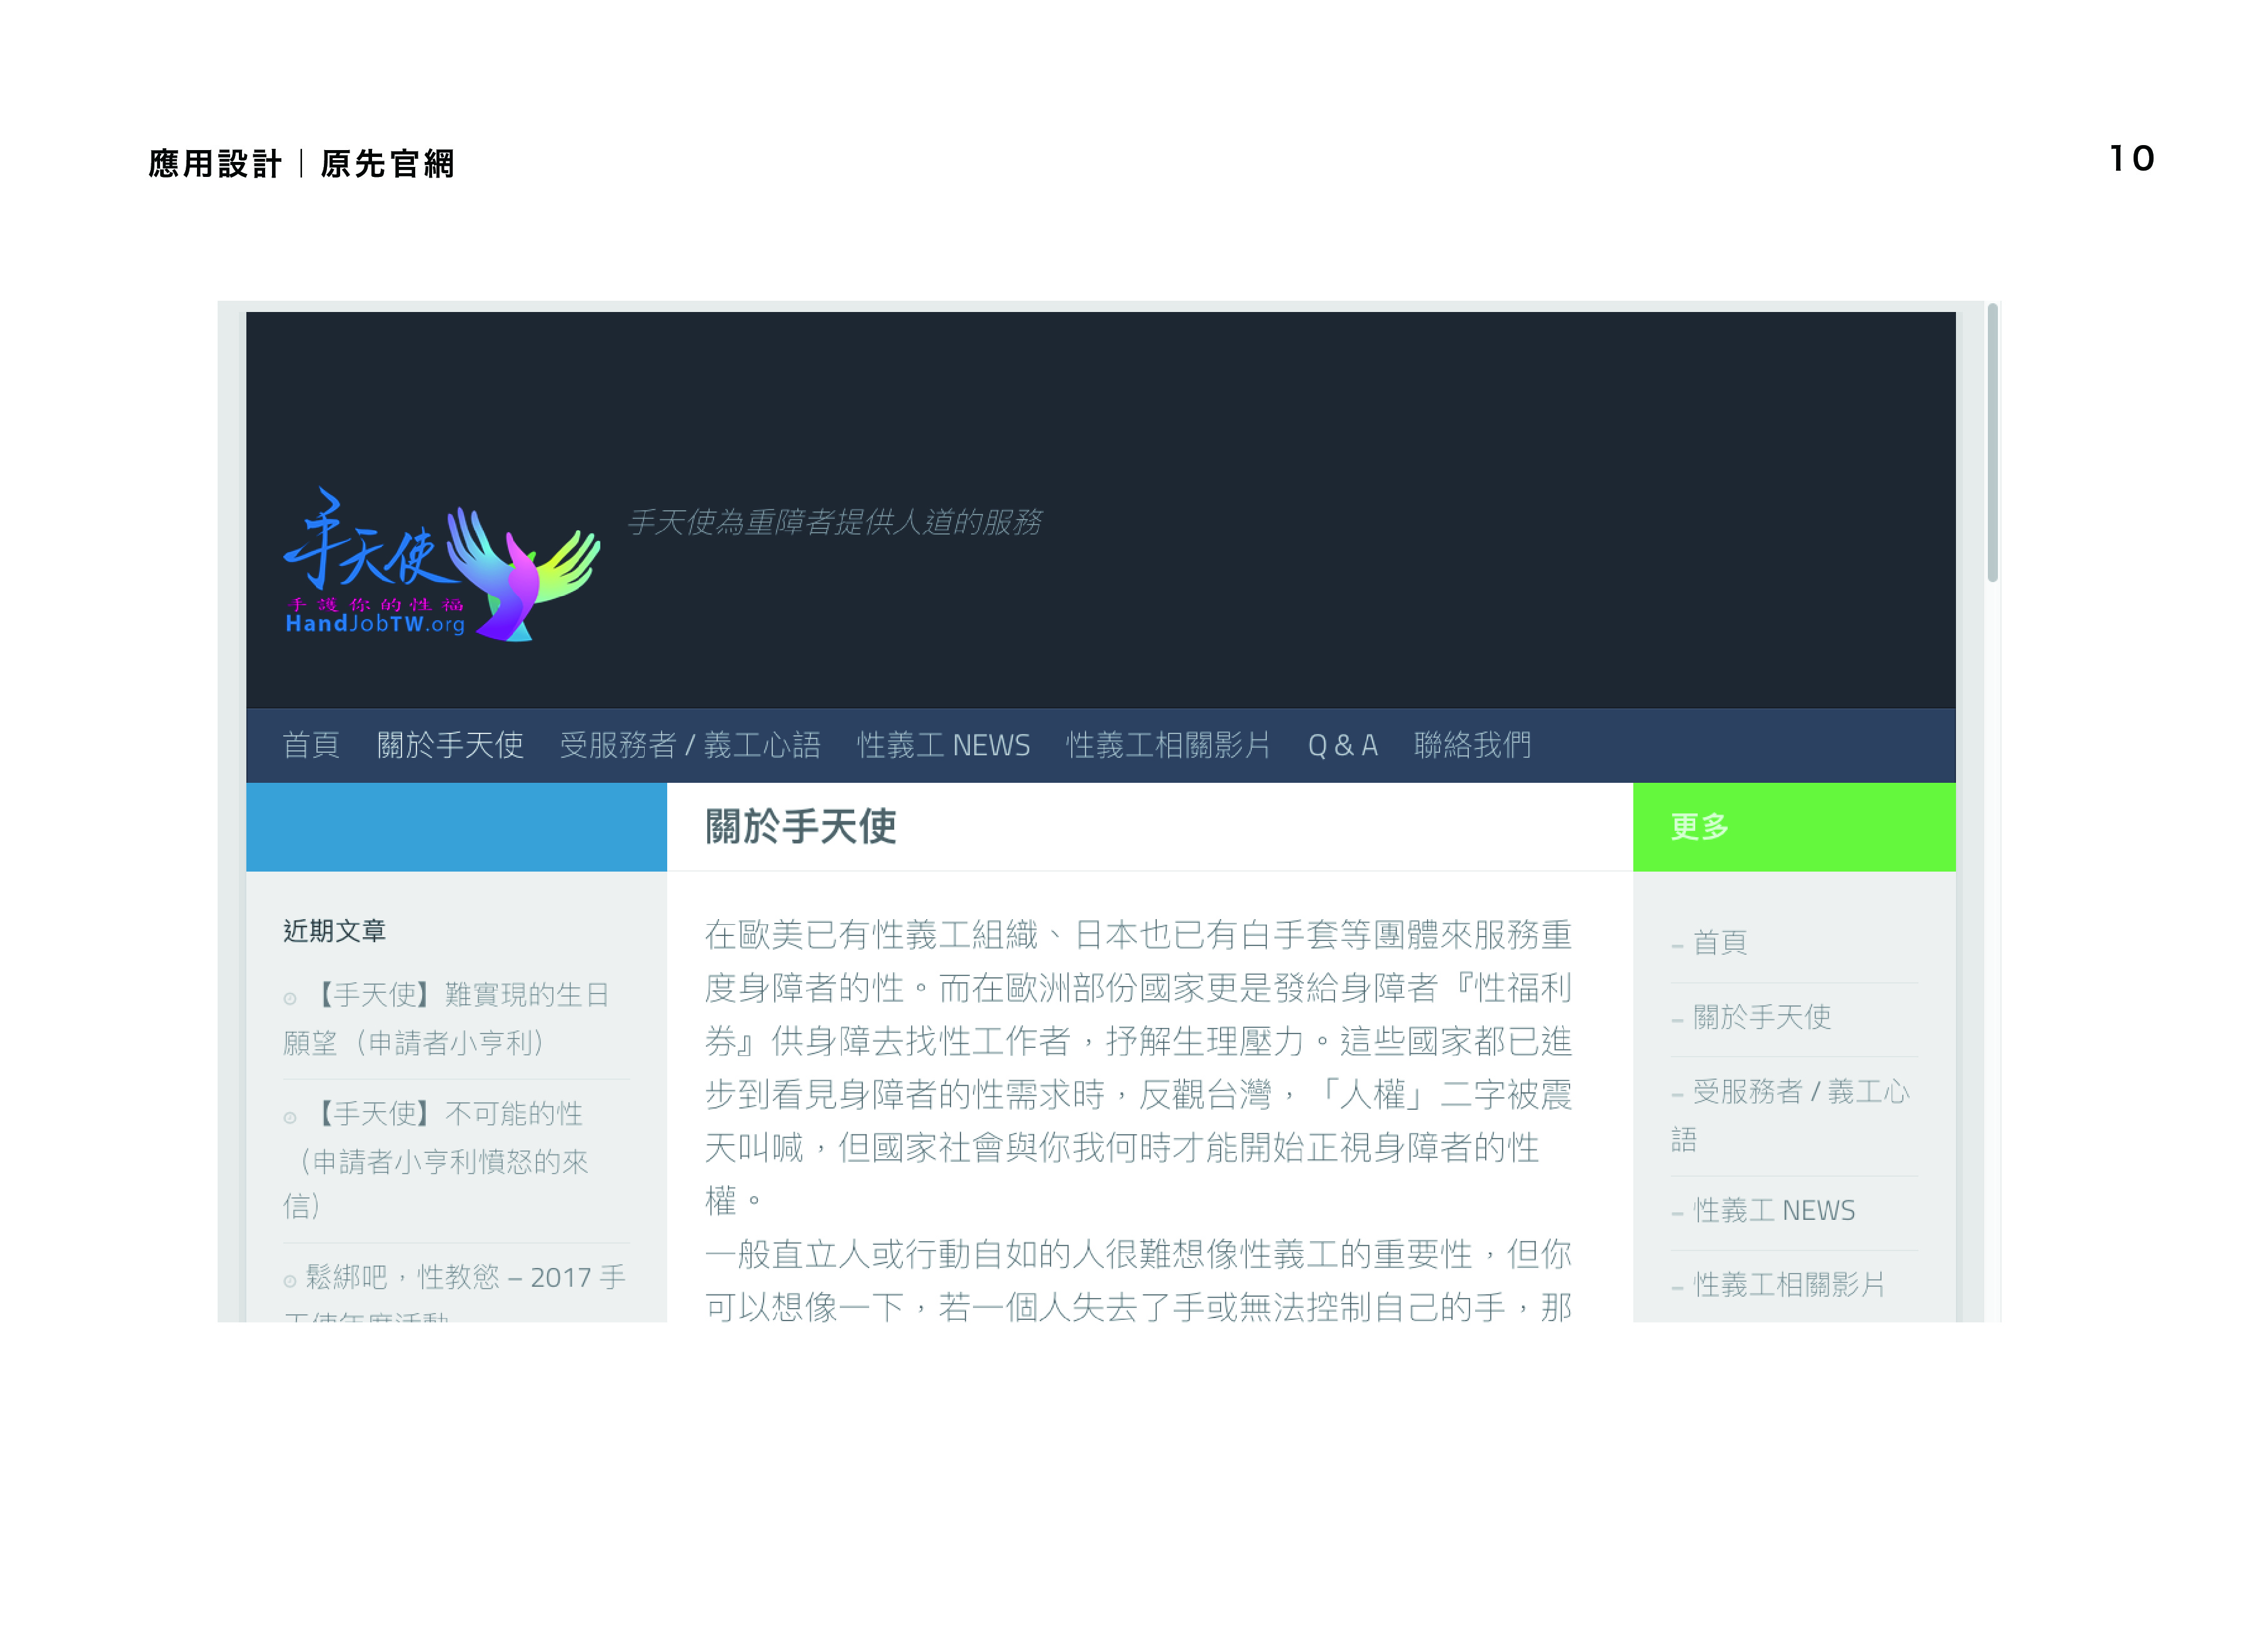 應用設計｜原先官網
10
手天使
手護你的性福
HandJobTW.org
手天使為重障者提供人道的服務
首頁 關於手天使 受服務者 / 義工心語 性義工 NEWS 性義工相關影片 Q & A 聯絡我們
近期文章
【手天使】難實現的生日
願望（申請者小亨利）
【手天使】不可能的性
（申請者小亨利憤怒的來
信）
鬆綁吧，性教慾 – 2017 手
天使年度活動
關於手天使
在歐美已有性義工組織、日本也已有白手套等團體來服務重
度身障者的性。而在歐洲部份國家更是發給身障者『性福利
券』供身障去找性工作者，抒解生理壓力。這些國家都已進
步到看見身障者的性需求時，反觀台灣，「人權」二字被震
天叫喊，但國家社會與你我何時才能開始正視身障者的性
權。
一般直立人或行動自如的人很難想像性義工的重要性，但你
可以想像一下，若一個人失去了手或無法控制自己的手，那
更多
– 首頁
– 關於手天使
– 受服務者 / 義工心
語
– 性義工 NEWS
– 性義工相關影片